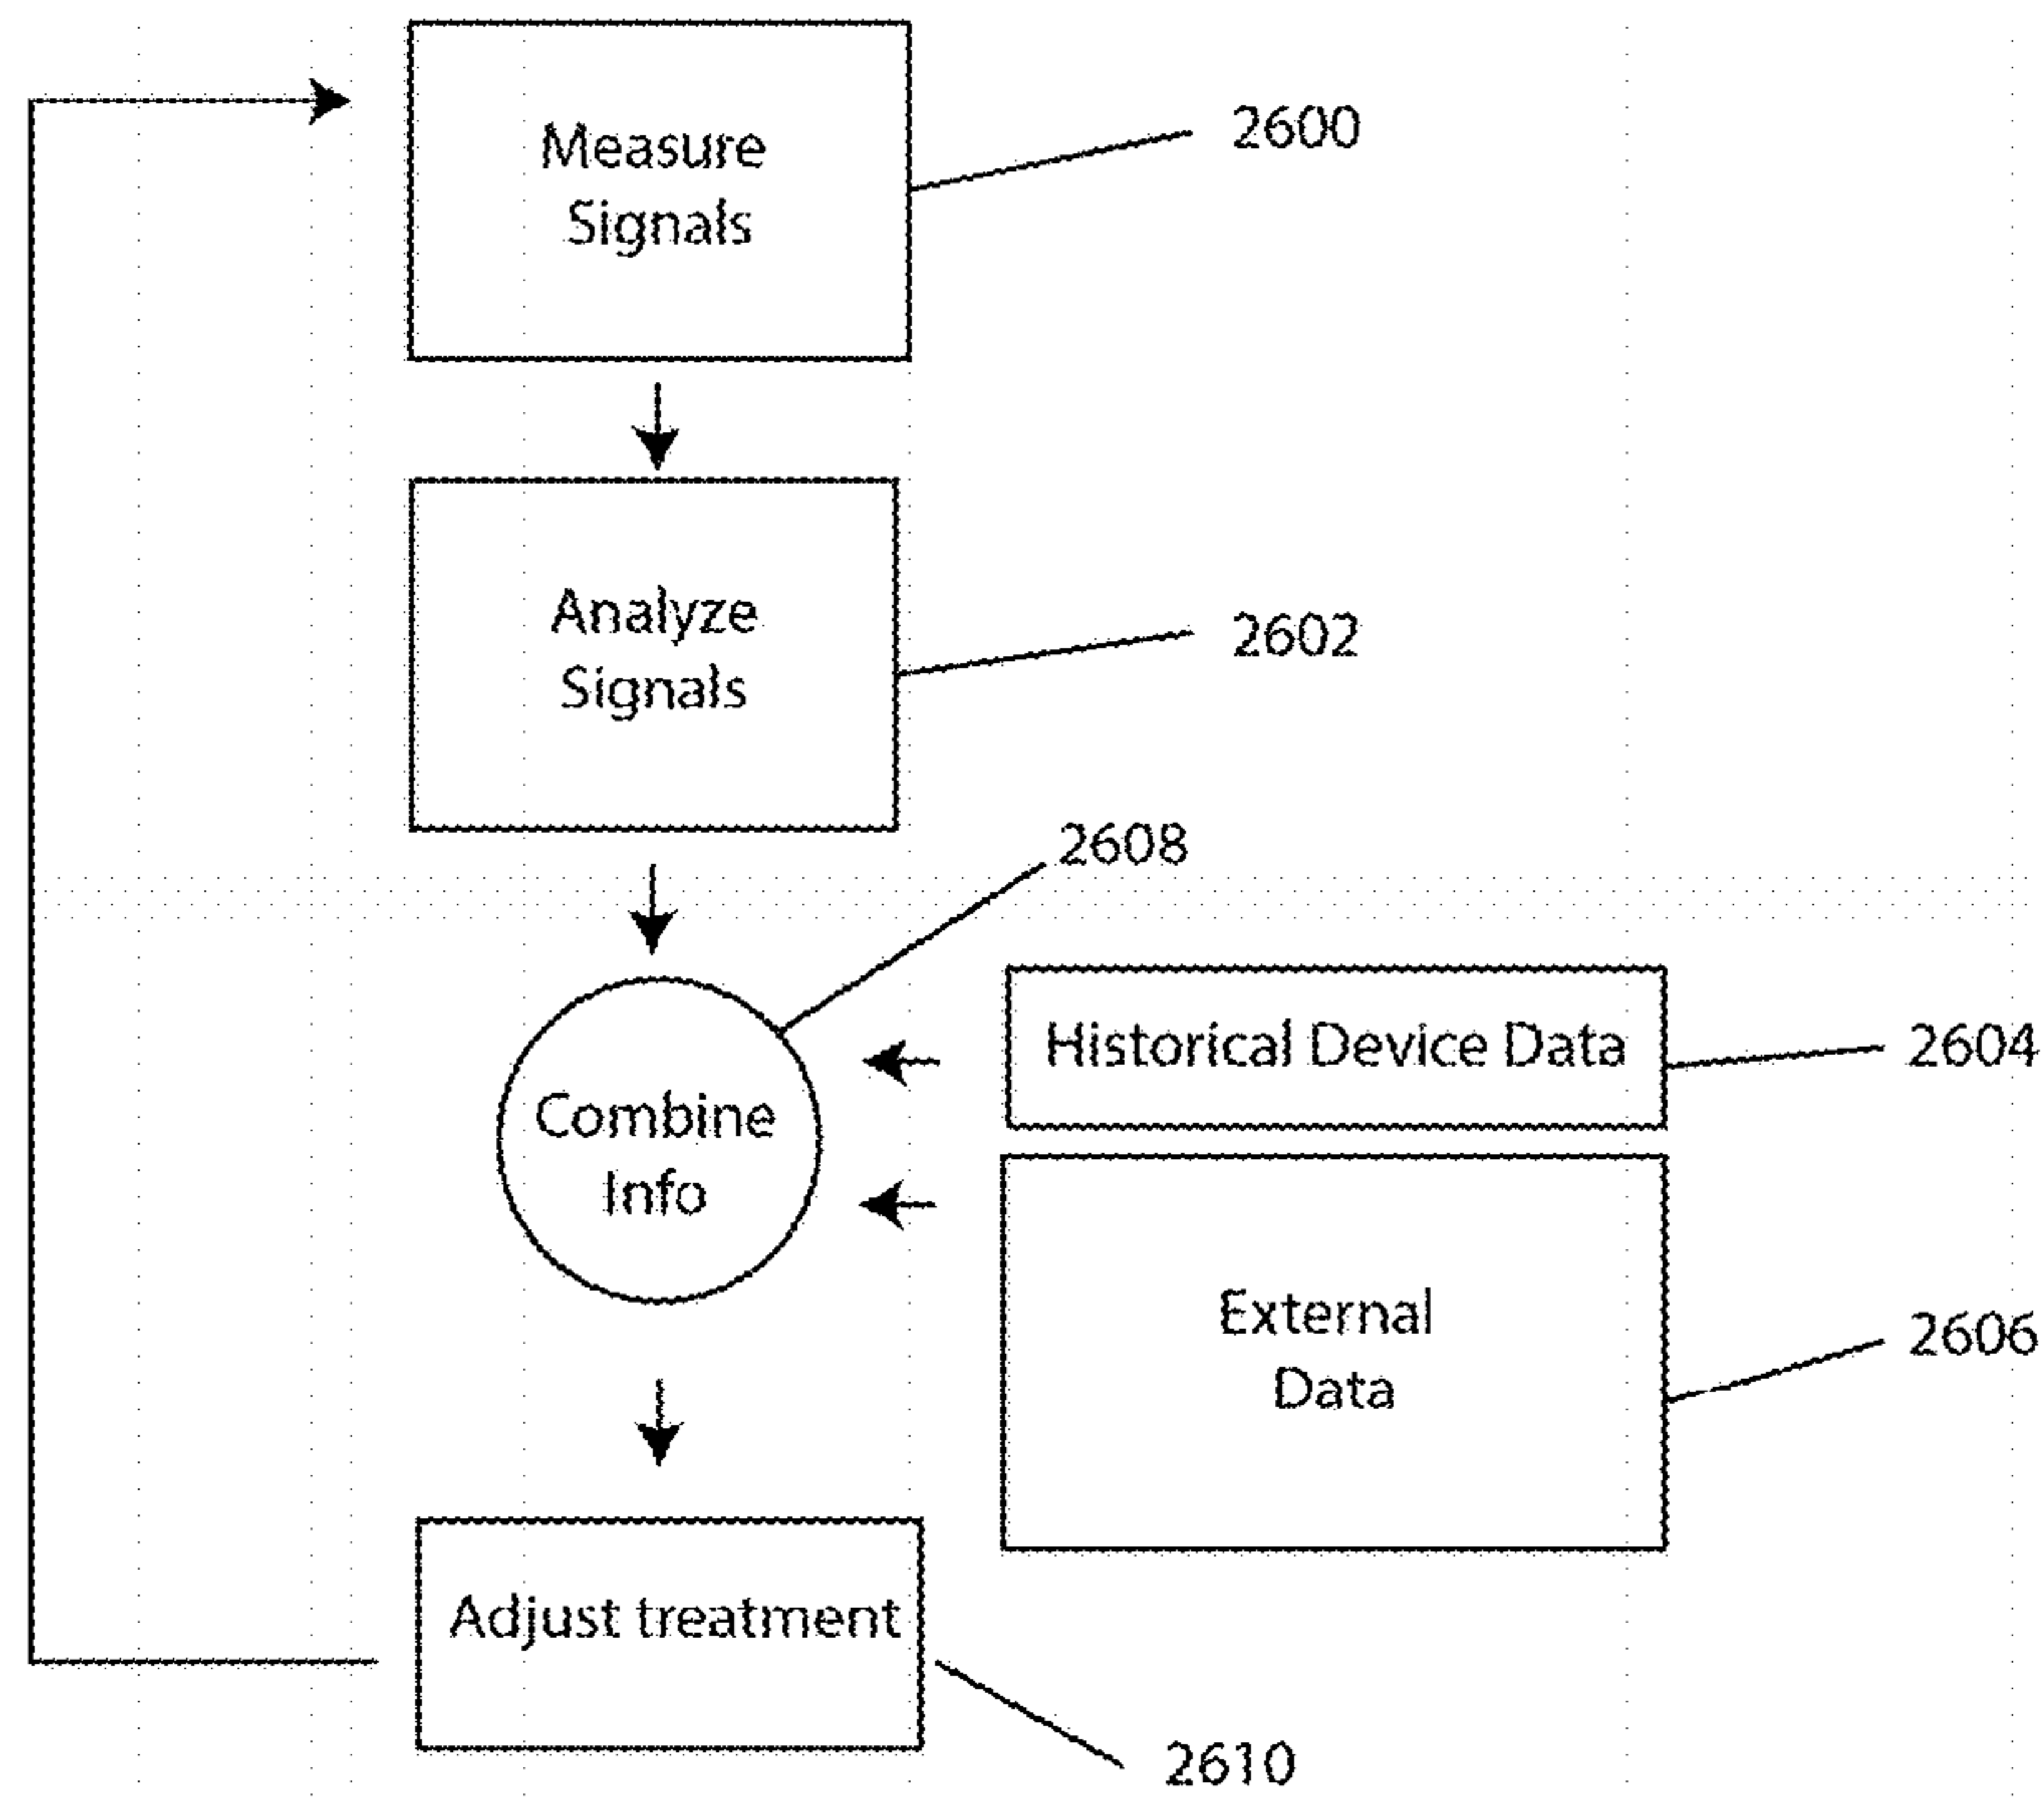 Measure
Signals
2600
Analyze
Signals
2602
2608
Combine
Info
Historical Device Data
2604
External
Data
2606
Adjust treatment
2610